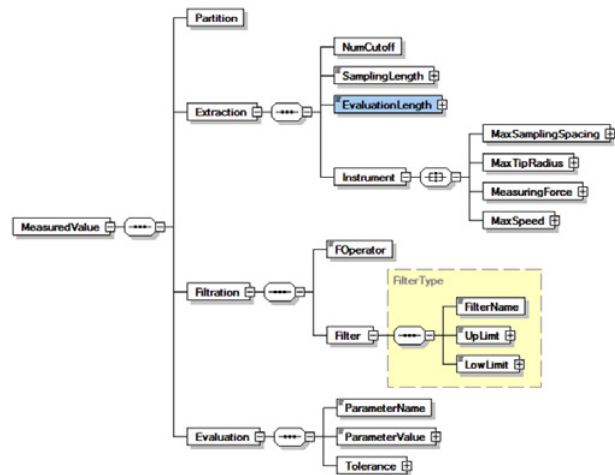 Partition
NumCutoff
SamplingLength
Extraction
EvaluationLength
MaxSamplingSpacing
MaxTipRadius
Instrument
MeasuringForce
MaxSpeed
MeasuredValue
FOperator
FilterType
Filtration
FilterName
Filter
UpLimt
LowLimit
ParameterName
Evaluation
ParameterValue
Tolerance